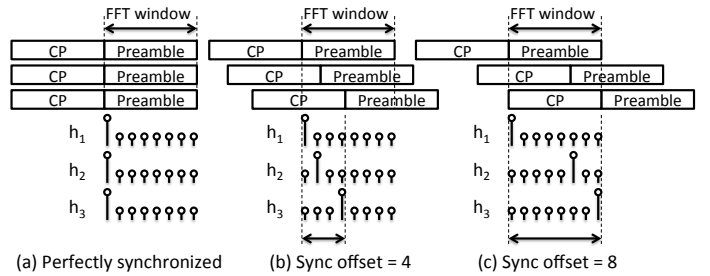 FFT window FFT window FFT window
CP Preamble CP Preamble CP Preamble
CP Preamble CP Preamble CP Preamble
CP Preamble CP Preamble CP Preamble
h1 h1 h1
h2 h2 h2
h3 h3 h3
(a) Perfectly synchronized (b) Sync offset = 4 (c) Sync offset = 8